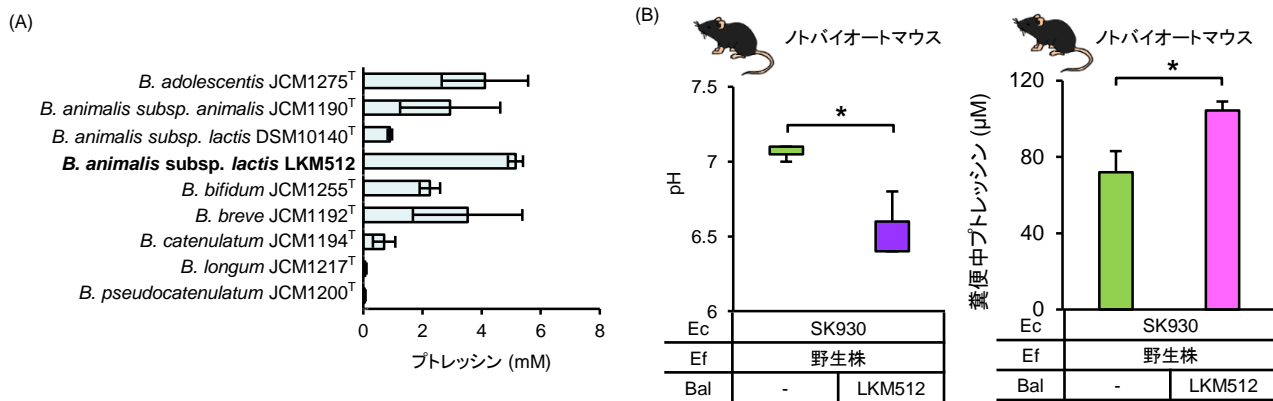 (A)
B. adolescentis JCM1275T
B. animalis subsp. animalis JCM1190T
B. animalis subsp. lactis DSM10140T
B. animalis subsp. lactis LKM512
B. bifidum JCM1255T
B. breve JCM1192T
B. catenulatum JCM1194T
B. longum JCM1217T
B. pseudocatenulatum JCM1200T
0 2 4 6 8
プトレッシン (mM)
(B)
ノトバイオートマウス
7.5
7
6.5
6
pH
*
Ec SK930
Ef 野生株
Bal - LKM512
ノトバイオートマウス
120
80
40
0
糞便中プトレッシン (μM)
*
Ec SK930
Ef 野生株
Bal - LKM512